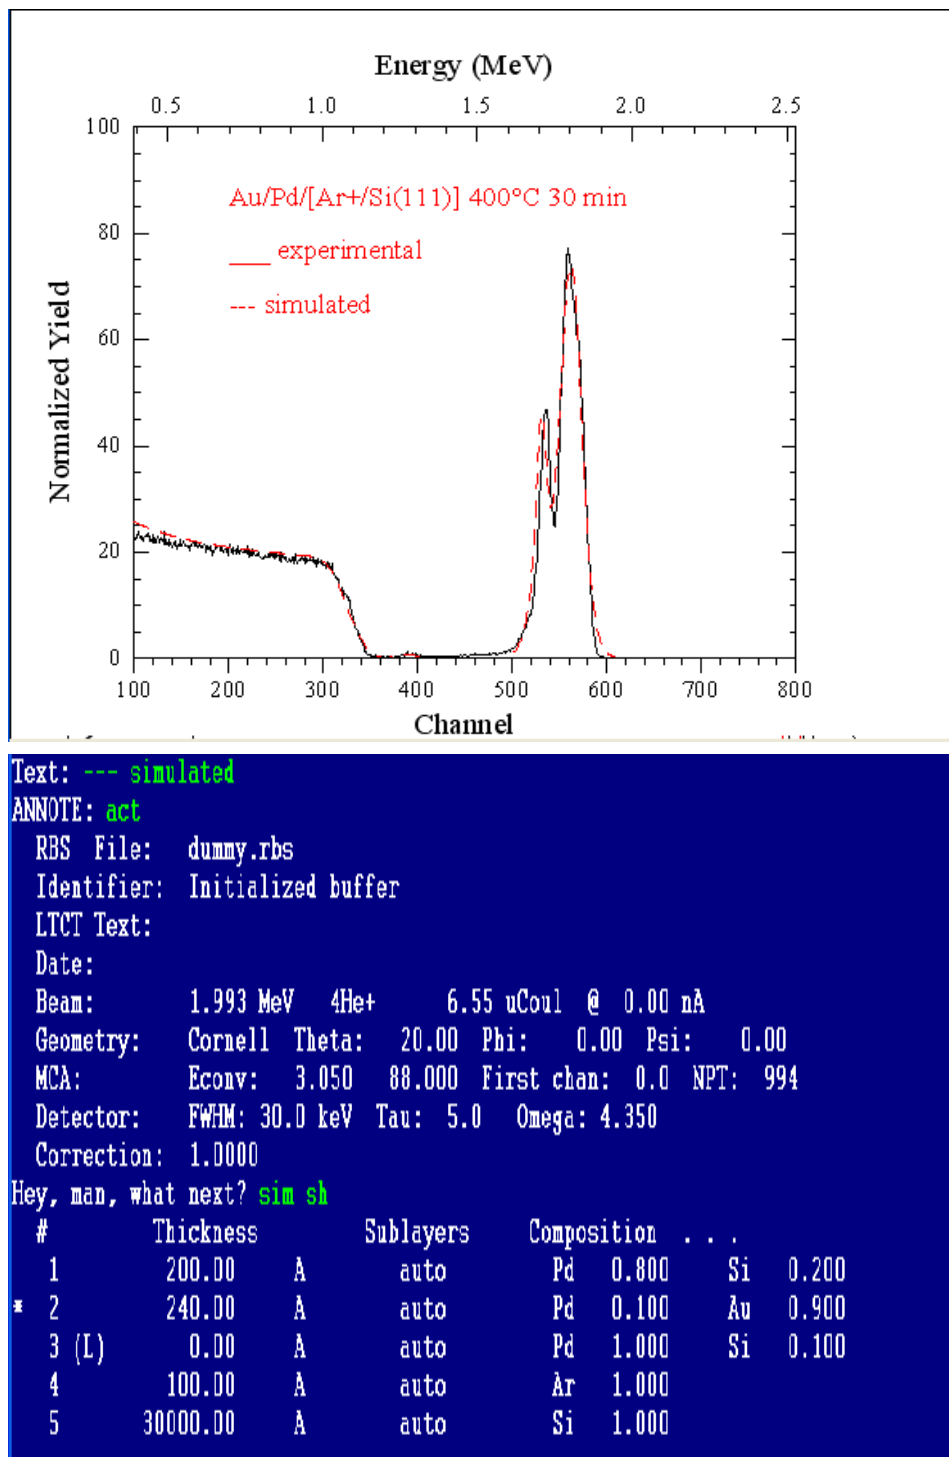 Energy (MeV)
0.5 1.0 1.5 2.0 2.5
100
80
60
40
20
0
Normalized Yield
Au/Pd/[Ar+/Si(111)] 400°C 30 min
___ experimental
--- simulated
100 200 300 400 500 600 700 800
Channel
Text: --- simulated
ANNOTE: act
RBS File: dummy.rbs
Identifier: Initialized buffer
LTCT Text:
Date:
Beam: 1.993 MeV 4He+ 6.55 uCoul @ 0.00 nA
Geometry: Cornell Theta: 20.00 Phi: 0.00 Psi: 0.00
MCA: Econv: 3.050 88.000 First chan: 0.0 NPT: 994
Detector: FWHM: 30.0 keV Tau: 5.0 Omega: 4.350
Correction: 1.0000
Hey, man, what next? sim sh
# Thickness Sublayers Composition . . .
1 200.00 A auto Pd 0.800 Si 0.200
* 2 240.00 A auto Pd 0.100 Au 0.900
3 (L) 0.00 A auto Pd 1.000 Si 0.100
4 100.00 A auto Ar 1.000
5 30000.00 A auto Si 1.000